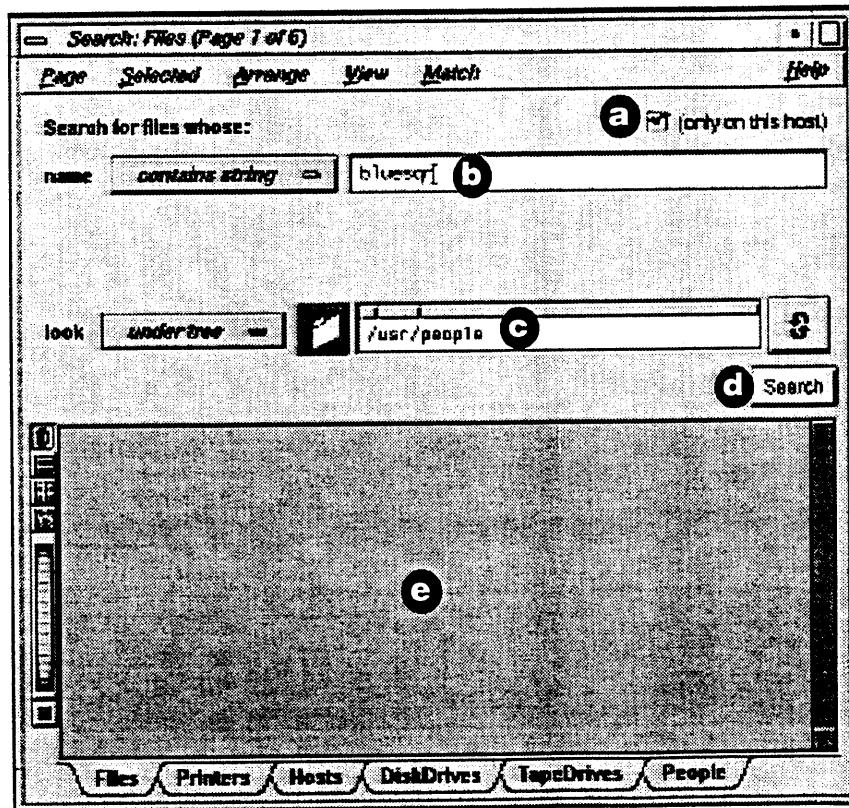 Search: Files (Page 1 of 6)
Page Selected Arrange View Match Help
Search for files whose: a (only on this host)
name contains string bluesqr b
look under tree /usr/people c
d Search
e
Files Printers Hosts DiskDrives TapeDrives People